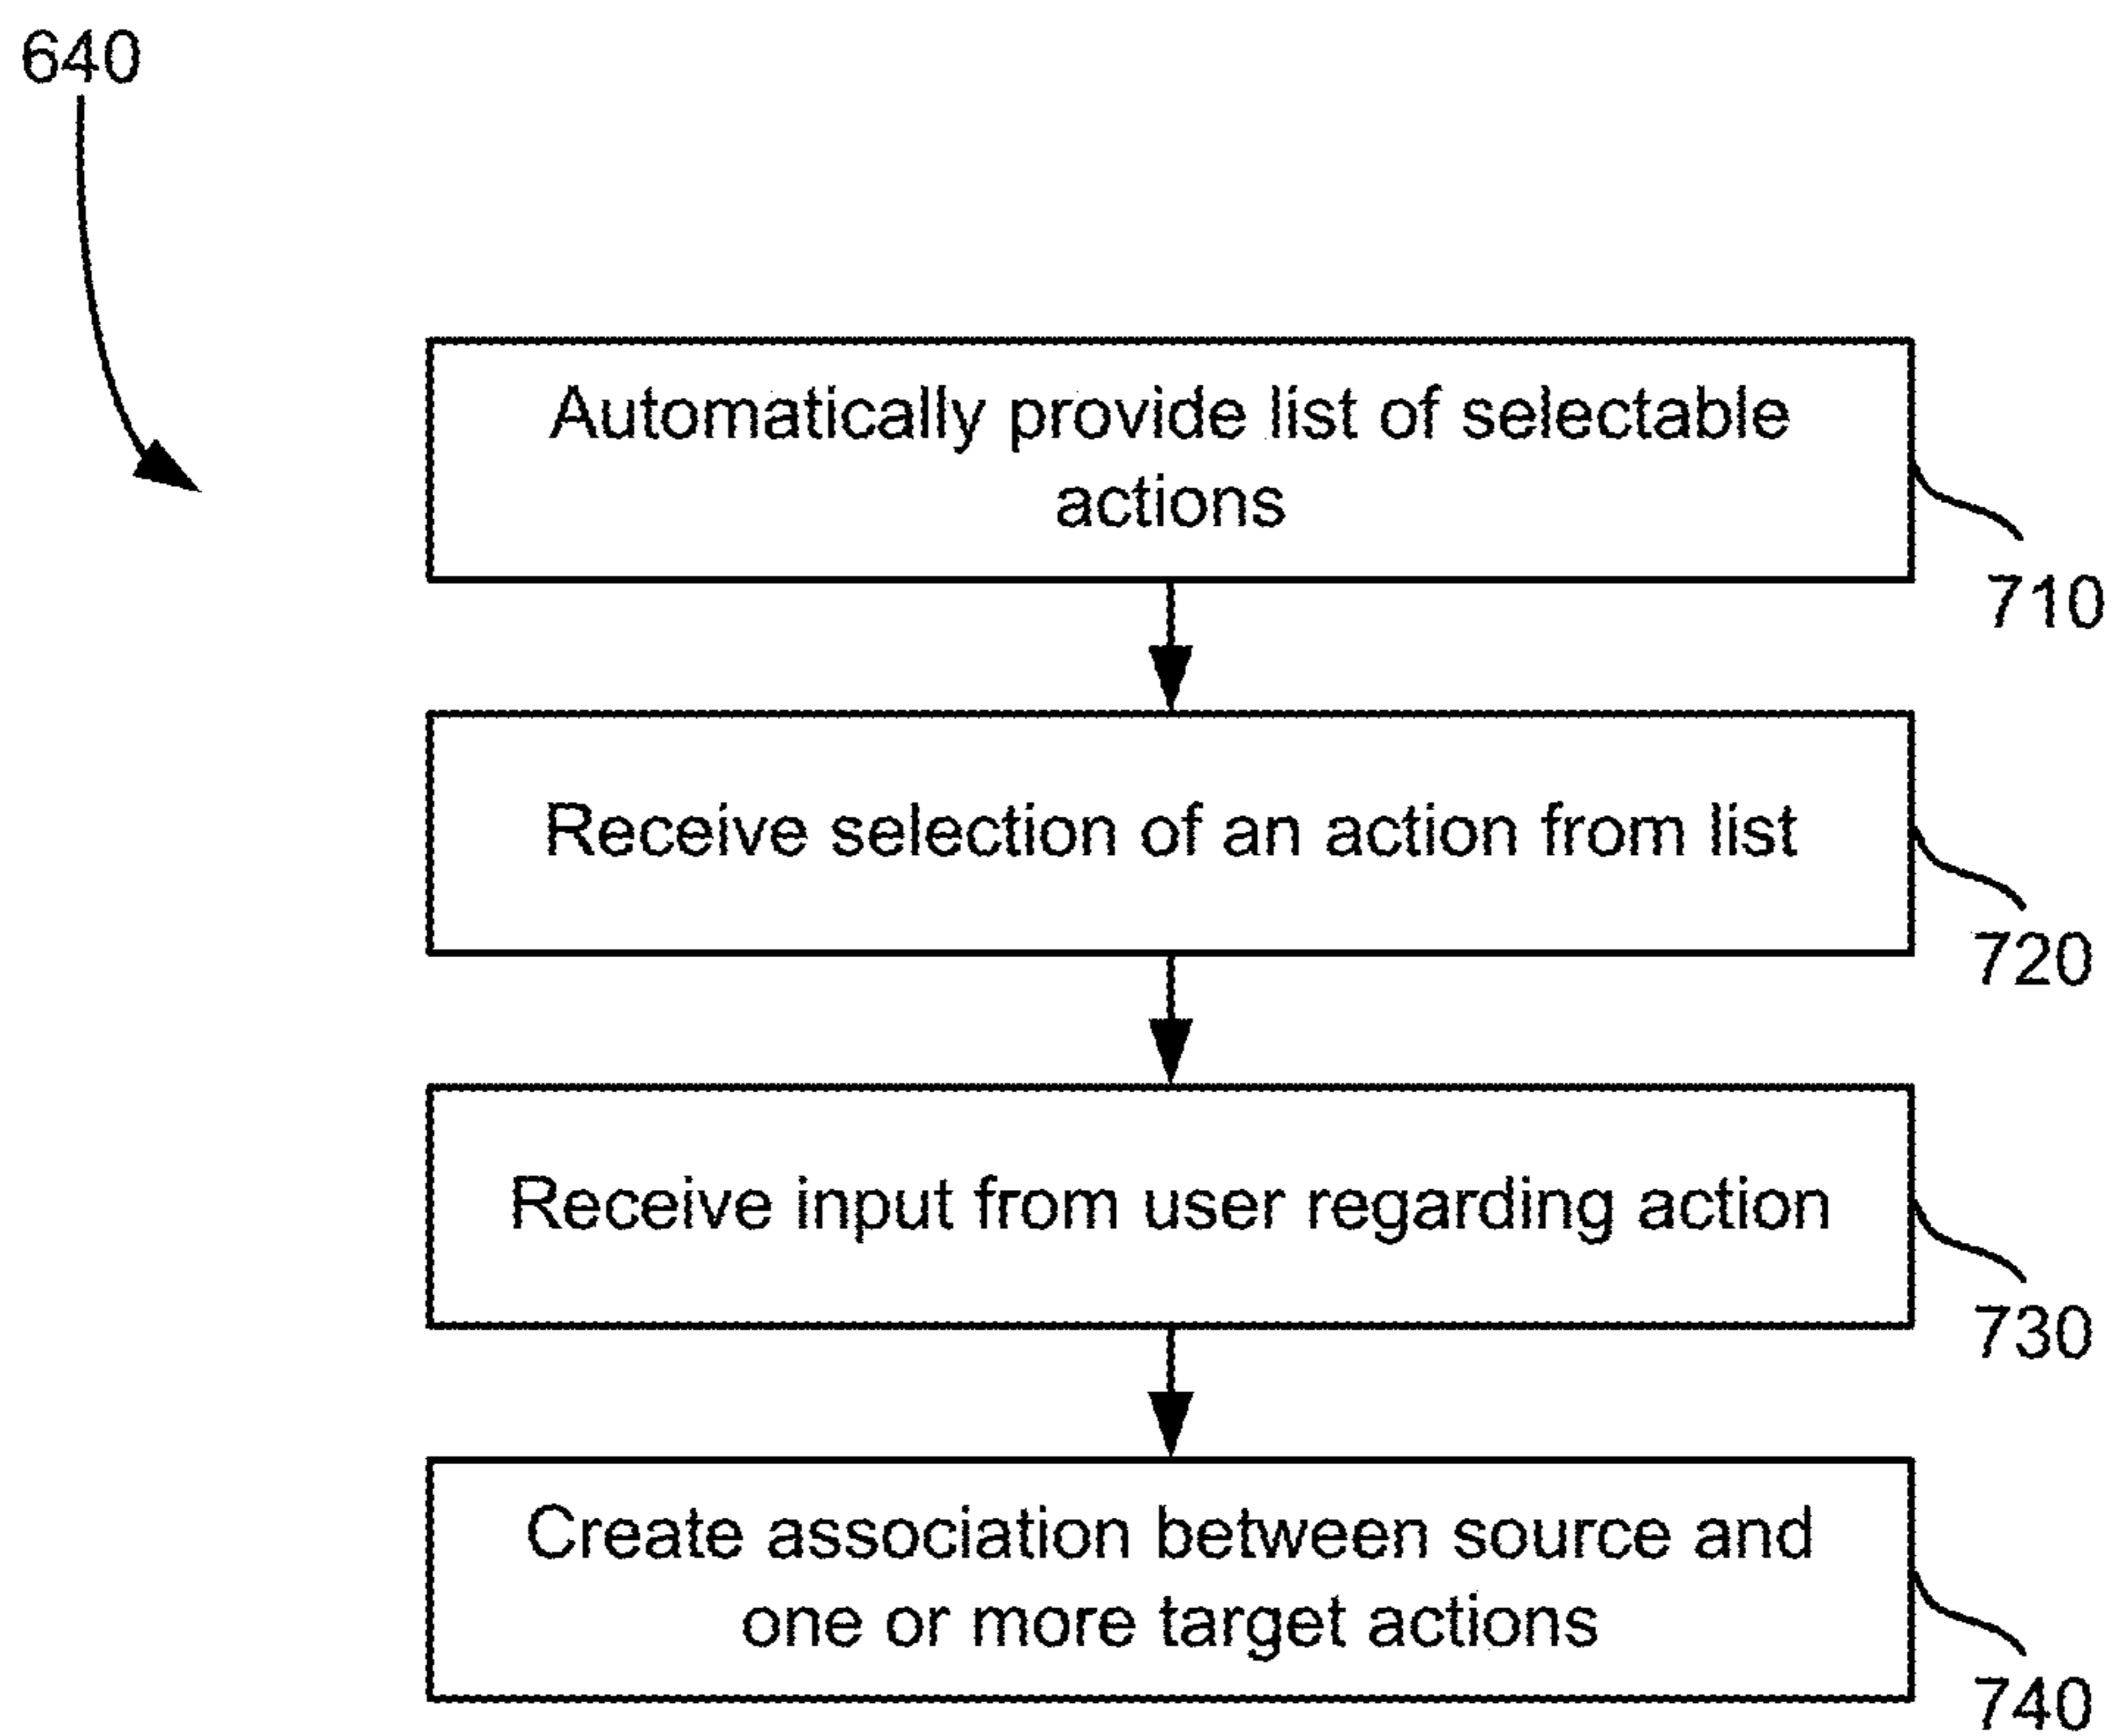 640
Automatically provide list of selectable
actions
710
Receive selection of an action from list
720
Receive input from user regarding action
730
Create association between source and
one or more target actions
740